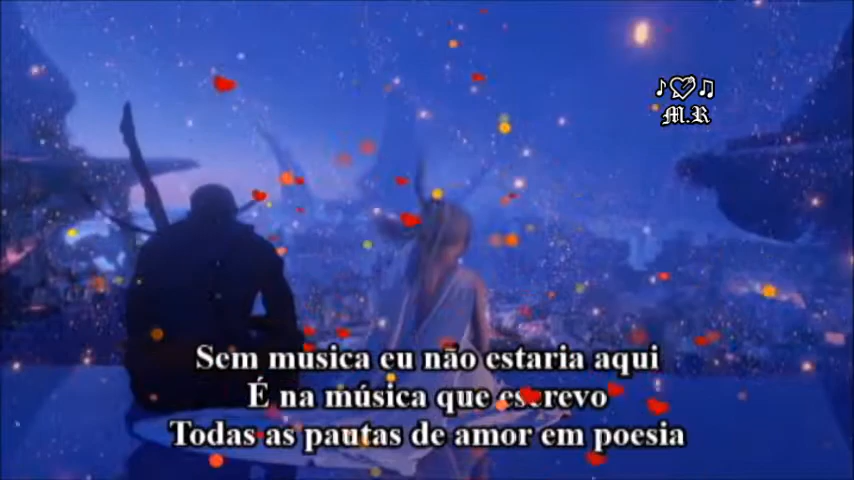 M.R
Sem musica eu não estaria aqui
É na música que escrevo
Todas as pautas de amor em poesia